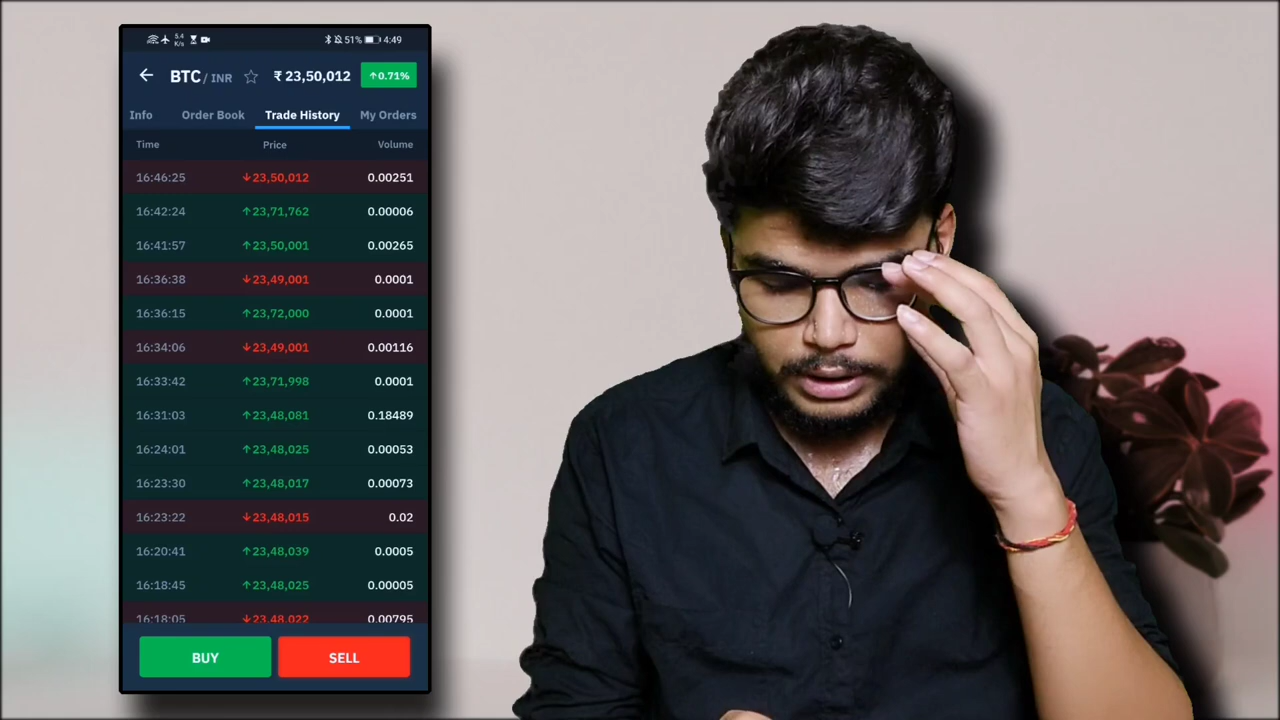 5.4 K/s 51% 4:49
BTC / INR ₹ 23,50,012 ↑0.71%
Info Order Book Trade History My Orders
Time Price Volume
16:46:25 ↓23,50,012 0.00251
16:42:24 ↑23,71,762 0.00006
16:41:57 ↑23,50,001 0.00265
16:36:38 ↓23,49,001 0.0001
16:36:15 ↑23,72,000 0.0001
16:34:06 ↓23,49,001 0.00116
16:33:42 ↑23,71,998 0.0001
16:31:03 ↑23,48,081 0.18489
16:24:01 ↑23,48,025 0.00053
16:23:30 ↑23,48,017 0.00073
16:23:22 ↓23,48,015 0.02
16:20:41 ↑23,48,039 0.0005
16:18:45 ↑23,48,025 0.00005
16:18:05 ↓23,48,022 0.00795
BUY SELL